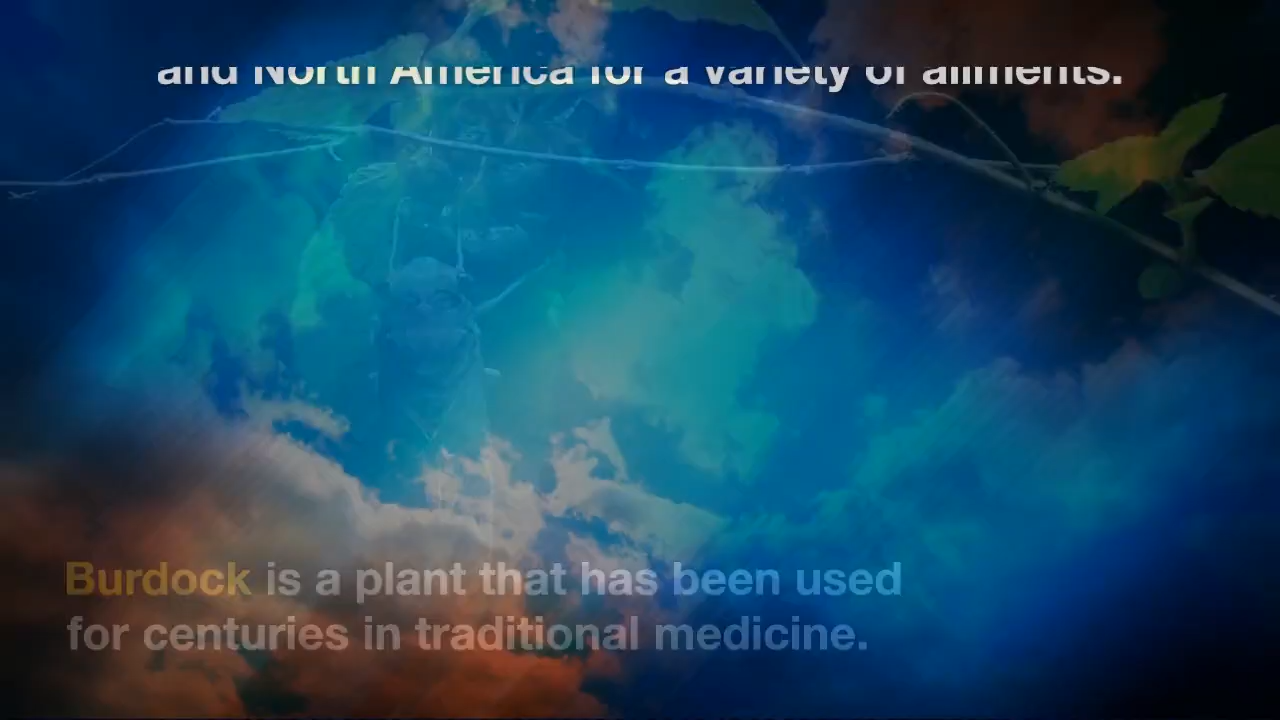 and North America for a variety of ailments.
Burdock is a plant that has been used
for centuries in traditional medicine.